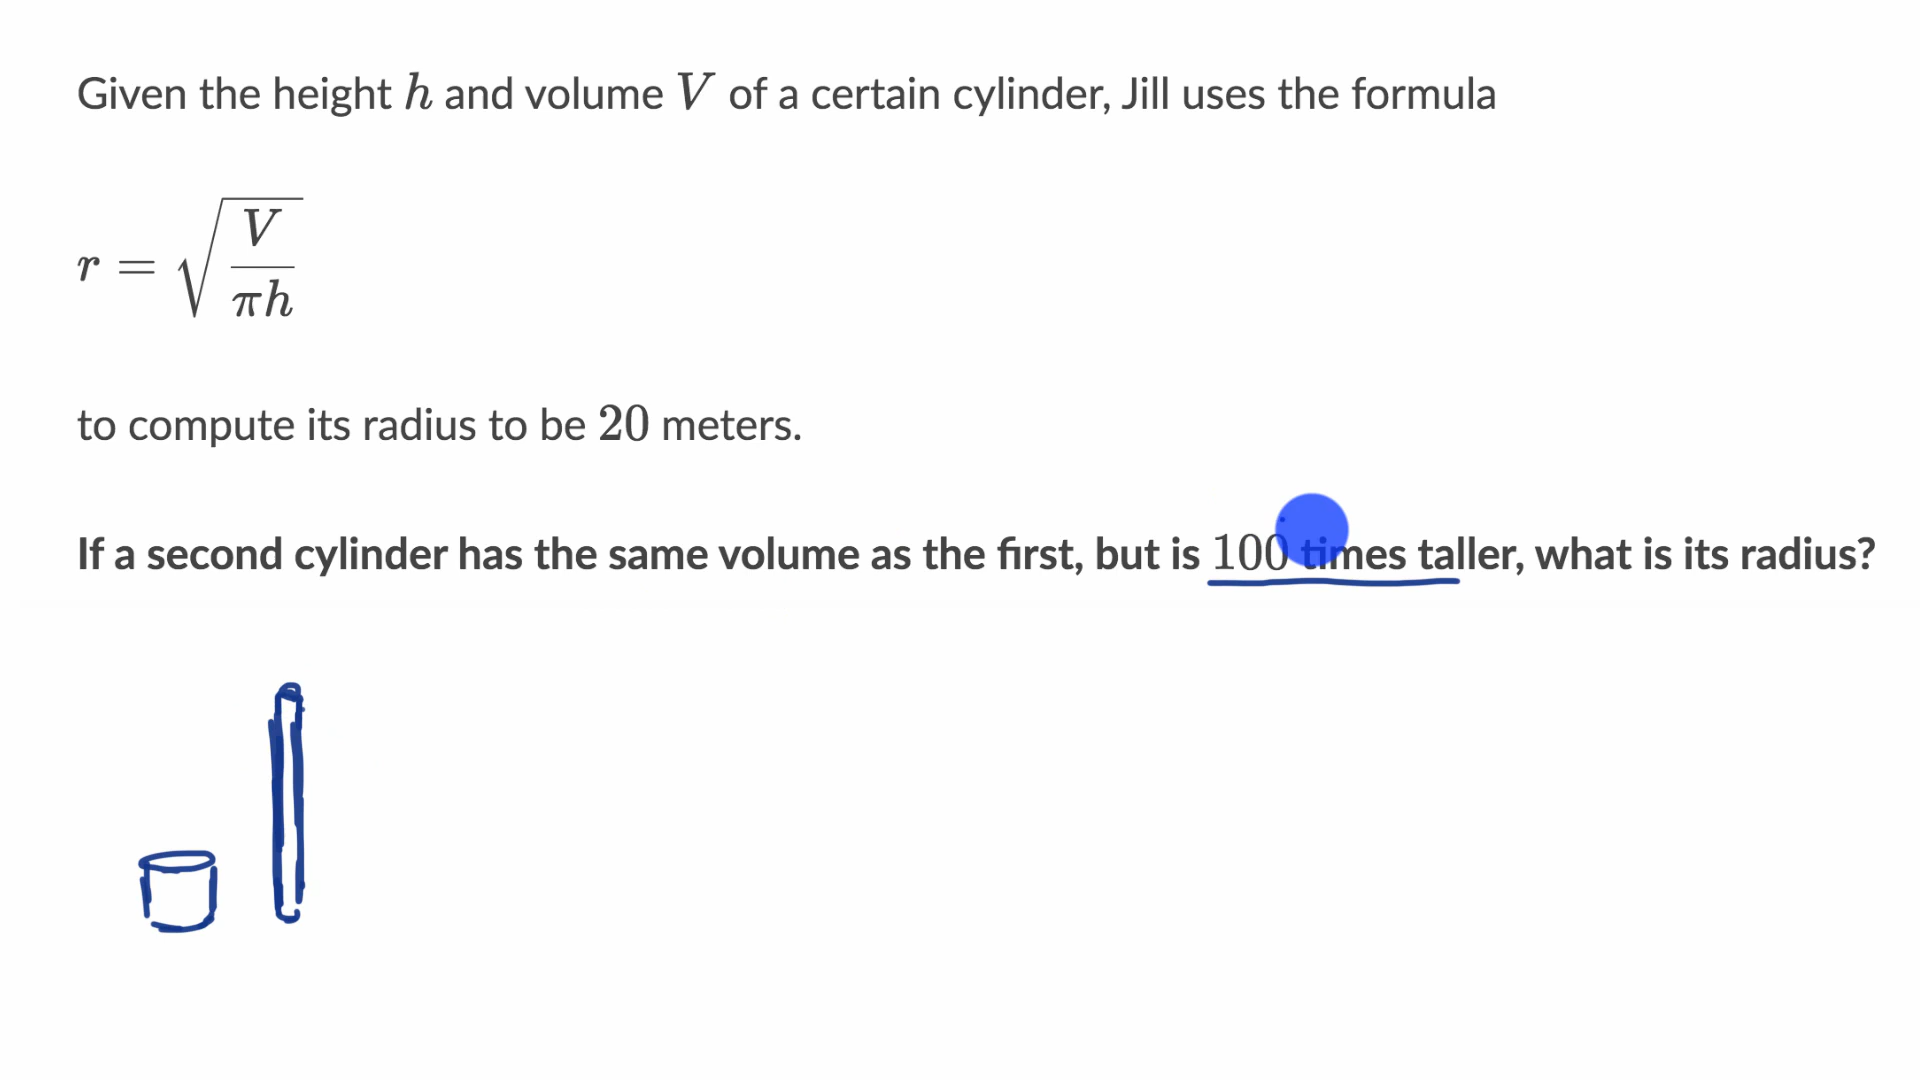 Given the height h and volume V of a certain cylinder, Jill uses the formula
r = √(V/πh)
to compute its radius to be 20 meters.
If a second cylinder has the same volume as the first, but is 100 times taller, what is its radius?